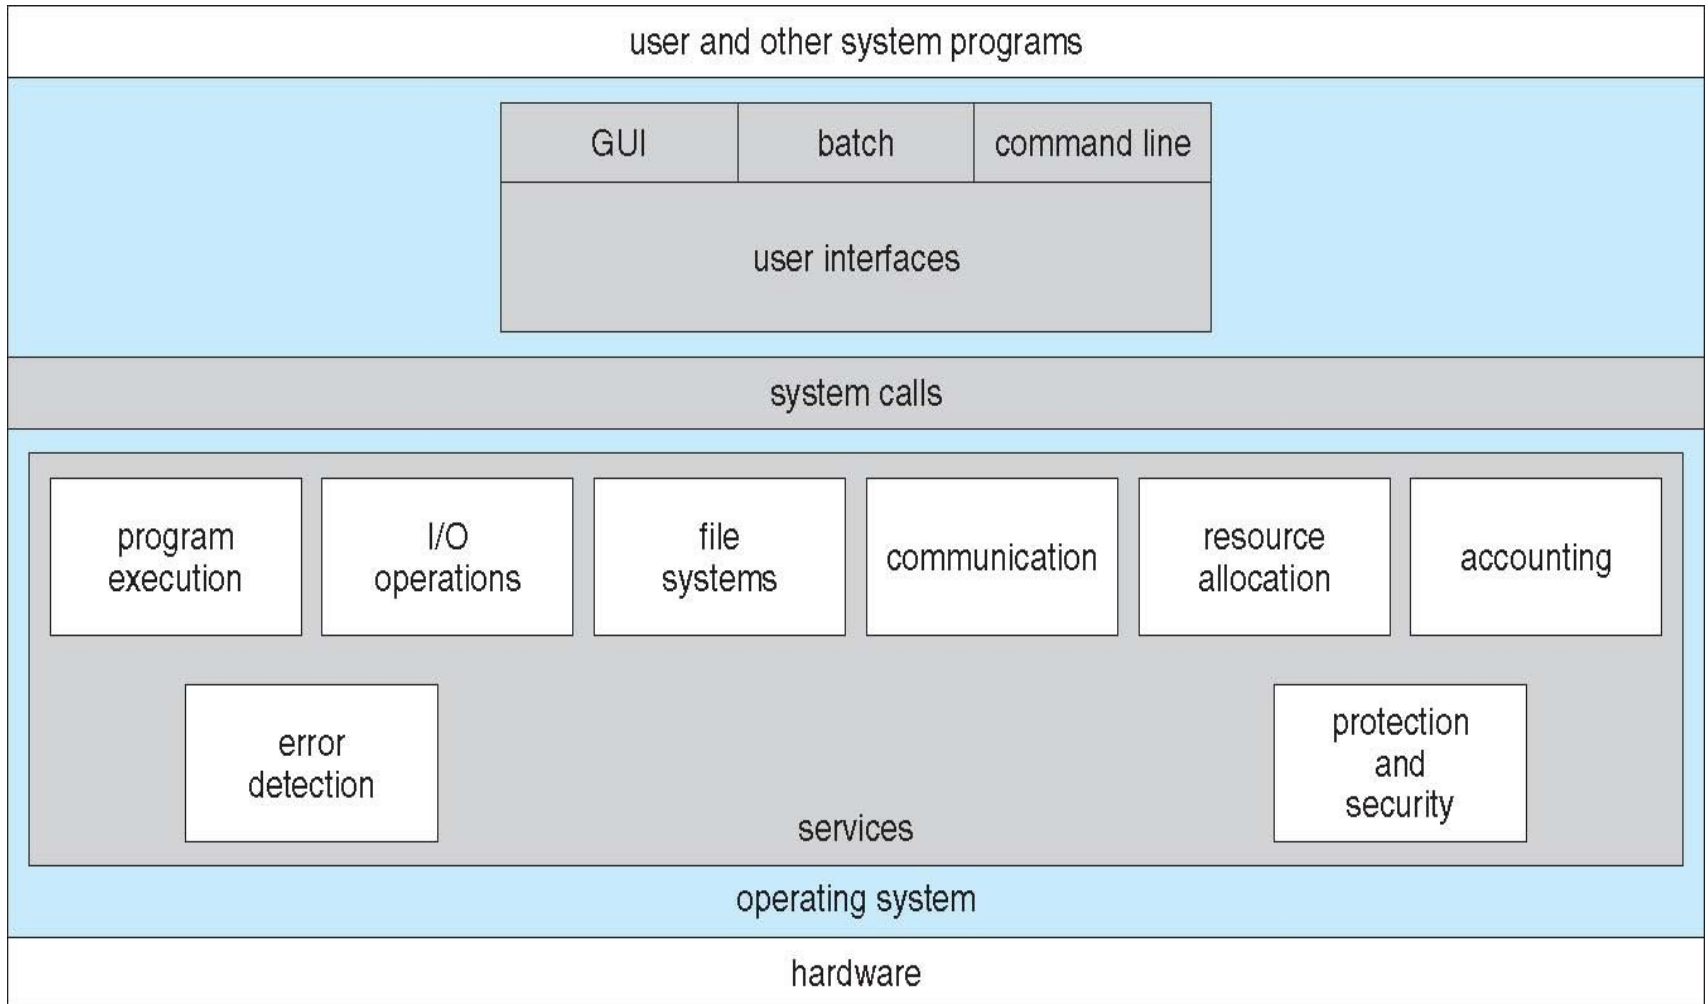 user and other system programs
GUI
batch
command line
user interfaces
system calls
program
execution
I/O
operations
file
systems
communication
resource
allocation
accounting
error
detection
protection
and
security
services
operating system
hardware